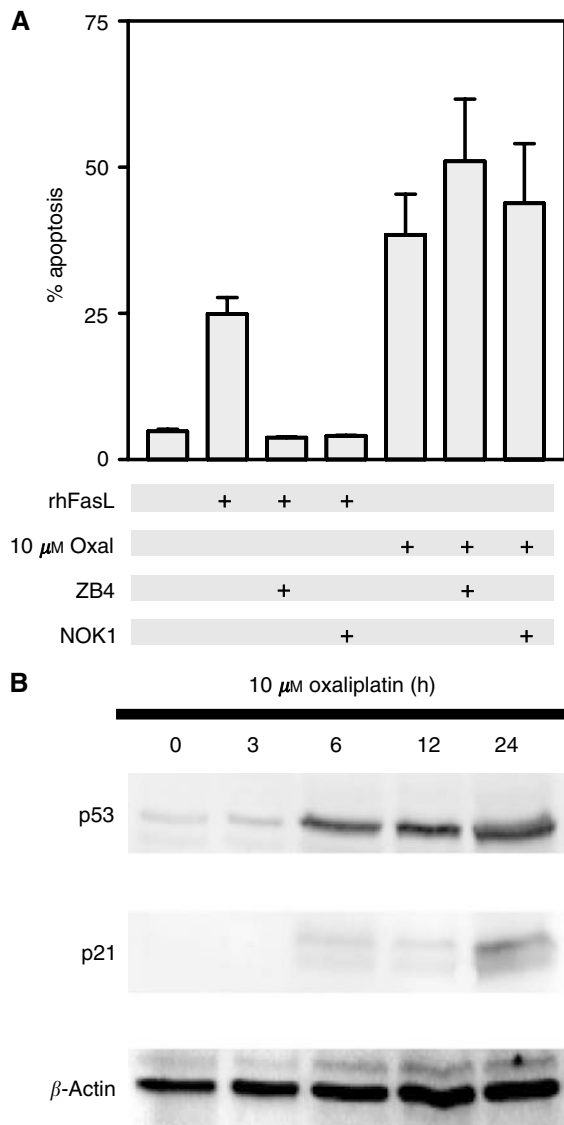 A
75
50
25
0
% apoptosis
rhFasL + + +
10 μM Oxal + + +
ZB4 + +
NOK1 + +
B
10 μM oxaliplatin (h)
0 3 6 12 24
p53
p21
β-Actin